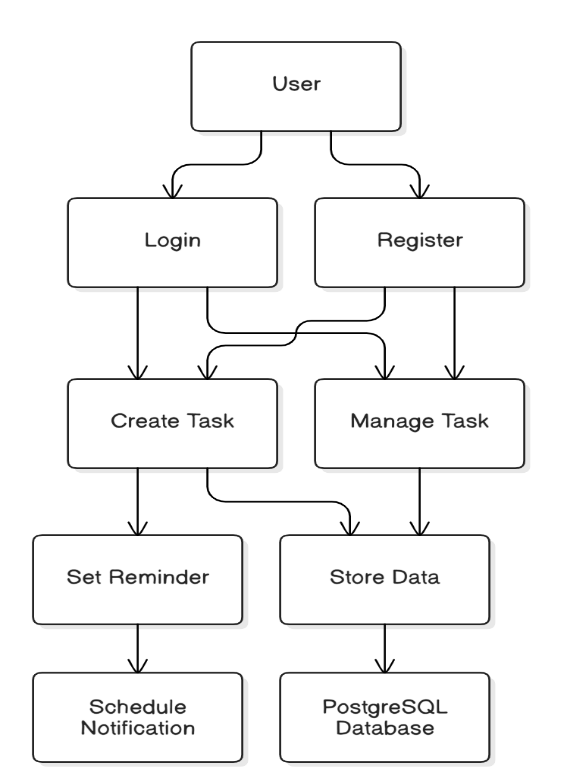 User
Login
Register
Create Task
Manage Task
Set Reminder
Store Data
Schedule
Notification
PostgreSQL
Database